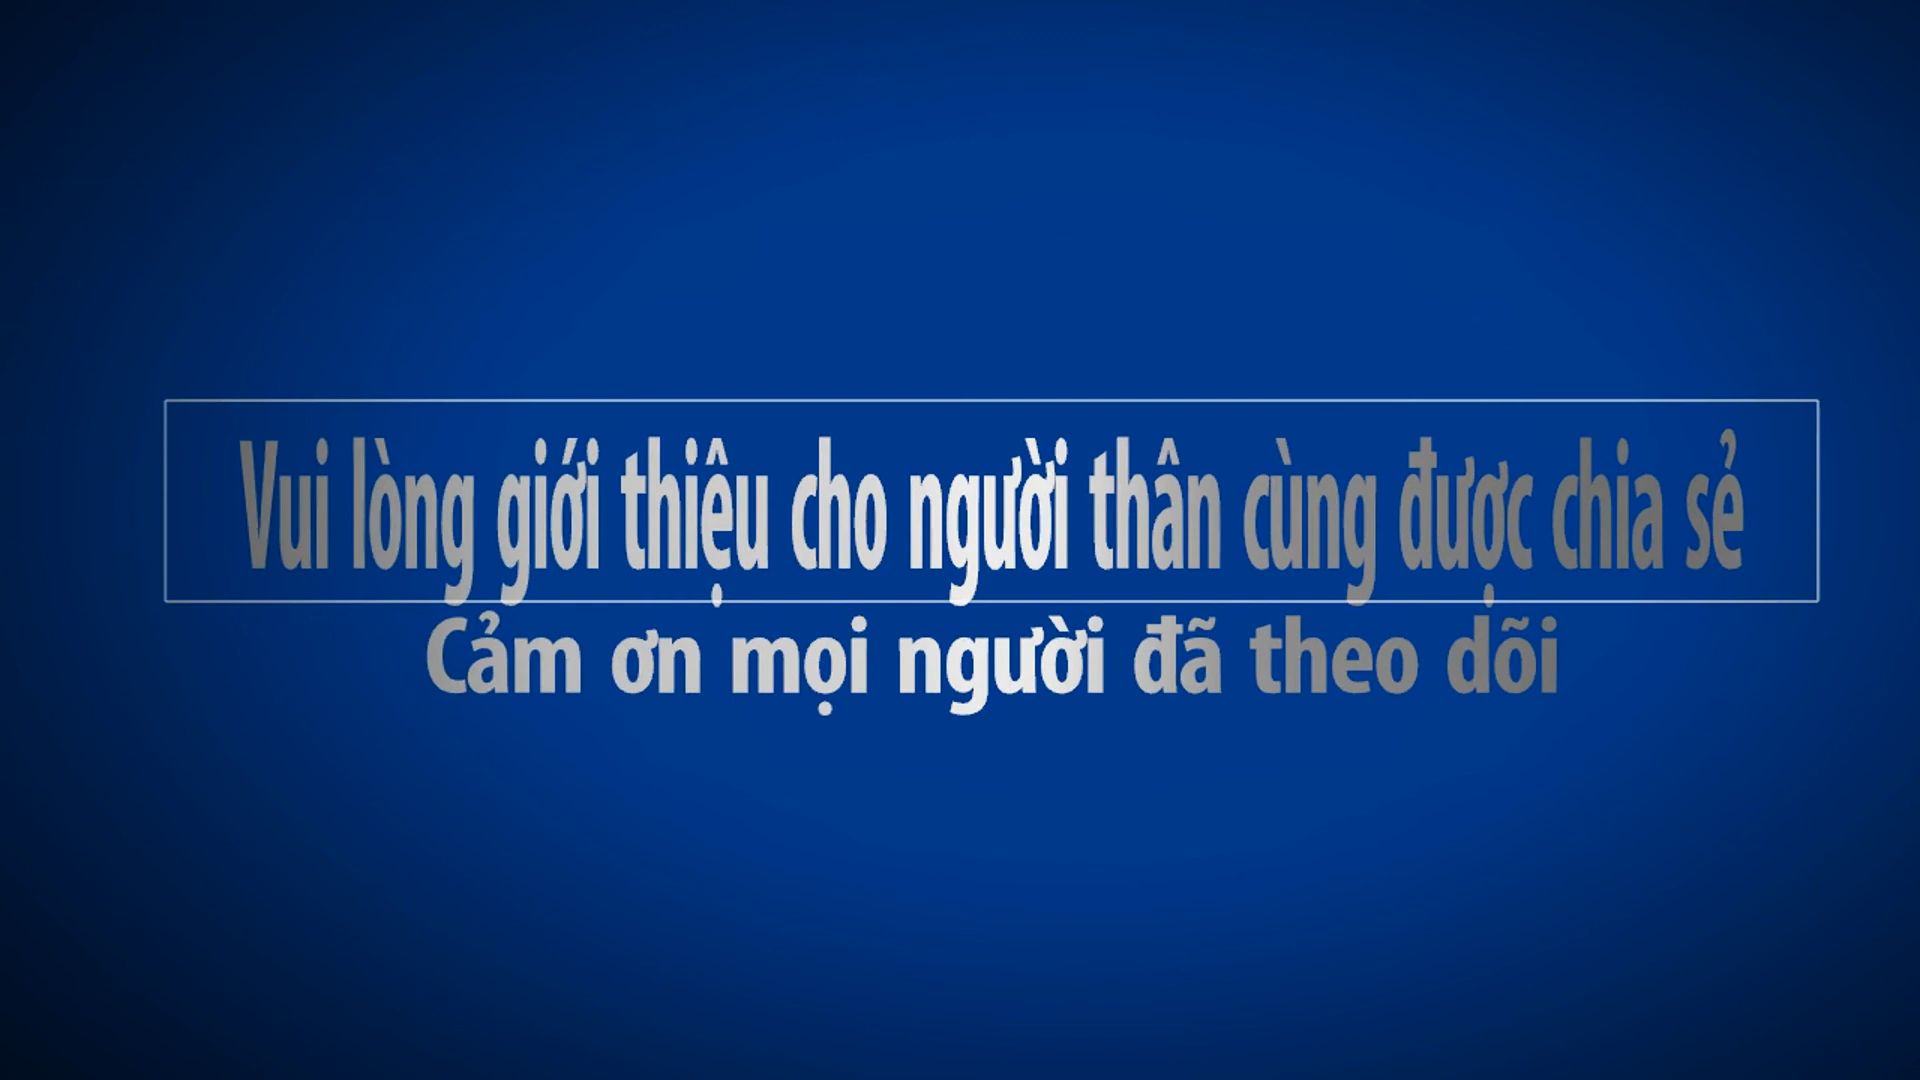 Vui lòng giới thiệu cho người thân cùng được chia sẻ
Cảm ơn mọi người đã theo dõi